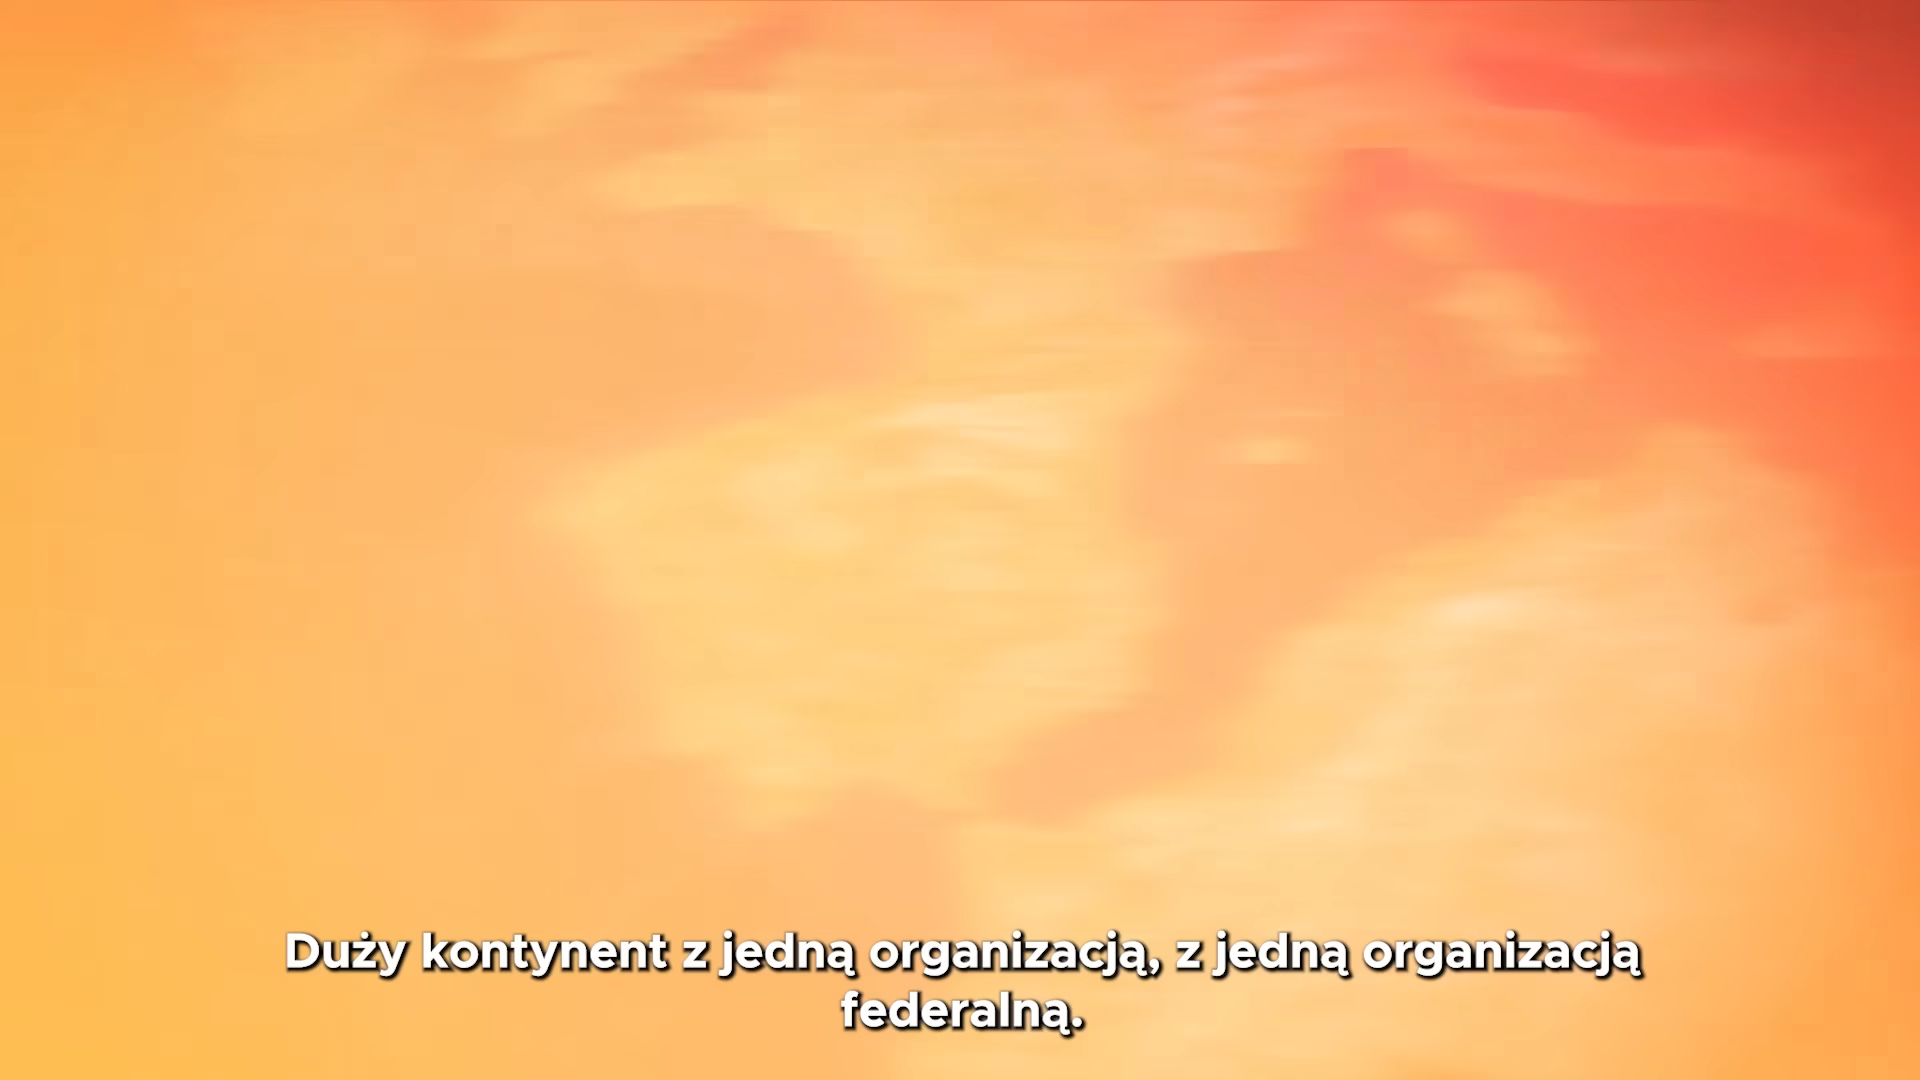 Duży kontynent z jedną organizacją, z jedną organizacją
federalną.